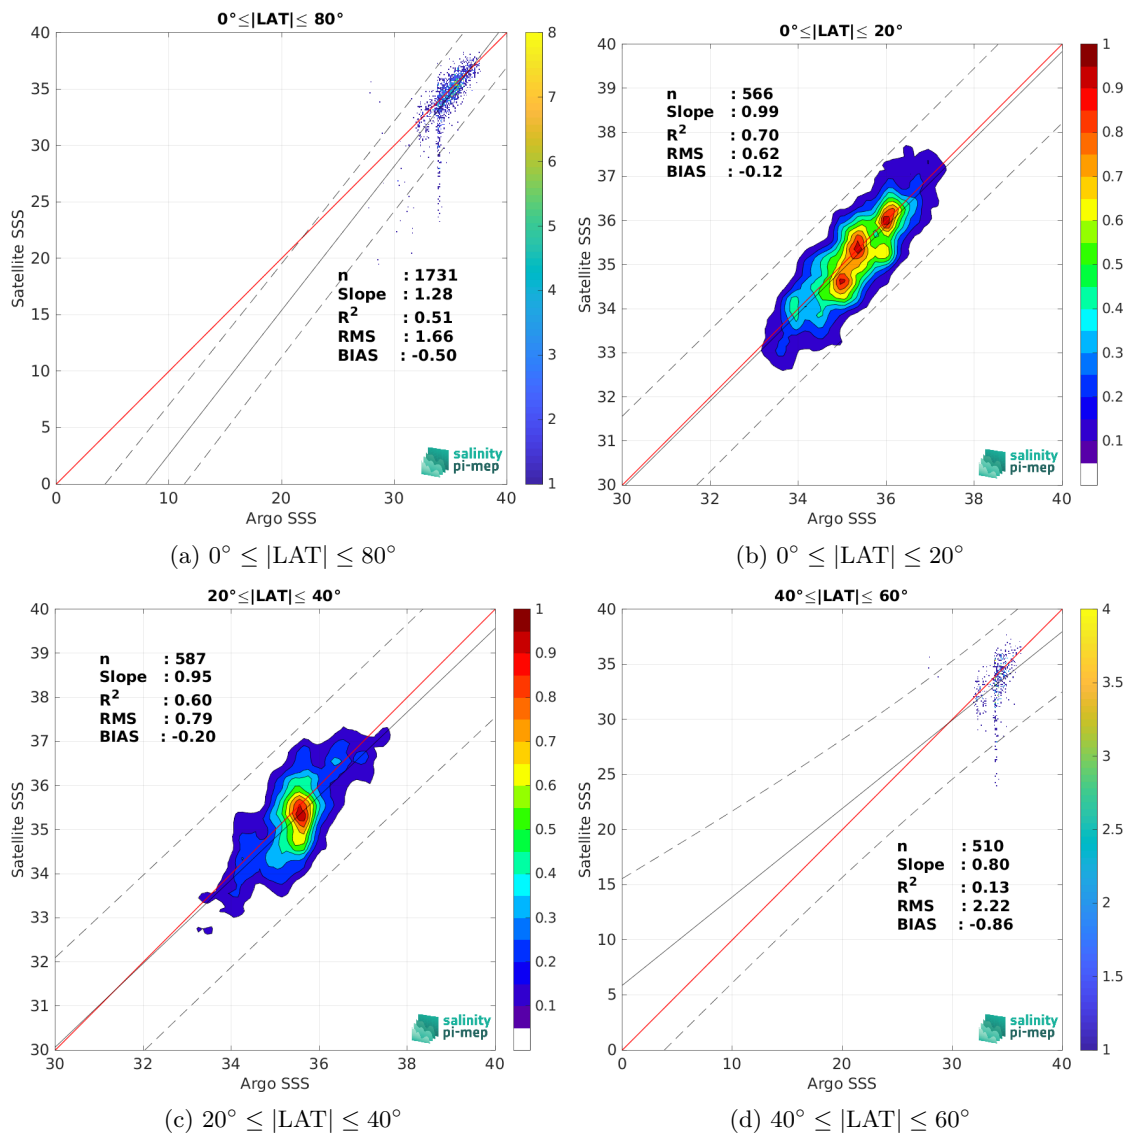 0°≤|LAT|≤ 80°
40
35
30
25
20
15
10
5
0
0
10
20
30
40
Satellite SSS
Argo SSS
n : 1731
Slope : 1.28
R² : 0.51
RMS : 1.66
BIAS : -0.50
salinity
pi-mep
8
7
6
5
4
3
2
1
(a) 0° ≤ |LAT| ≤ 80°
0°≤|LAT|≤ 20°
40
39
38
37
36
35
34
33
32
31
30
30
32
34
36
38
40
Satellite SSS
Argo SSS
n : 566
Slope : 0.99
R² : 0.70
RMS : 0.62
BIAS : -0.12
salinity
pi-mep
1
0.9
0.8
0.7
0.6
0.5
0.4
0.3
0.2
0.1
(b) 0° ≤ |LAT| ≤ 20°
20°≤|LAT|≤ 40°
40
39
38
37
36
35
34
33
32
31
30
30
32
34
36
38
40
Satellite SSS
Argo SSS
n : 587
Slope : 0.95
R² : 0.60
RMS : 0.79
BIAS : -0.20
salinity
pi-mep
1
0.9
0.8
0.7
0.6
0.5
0.4
0.3
0.2
0.1
(c) 20° ≤ |LAT| ≤ 40°
40°≤|LAT|≤ 60°
40
35
30
25
20
15
10
5
0
0
10
20
30
40
Satellite SSS
Argo SSS
n : 510
Slope : 0.80
R² : 0.13
RMS : 2.22
BIAS : -0.86
salinity
pi-mep
4
3.5
3
2.5
2
1.5
1
(d) 40° ≤ |LAT| ≤ 60°